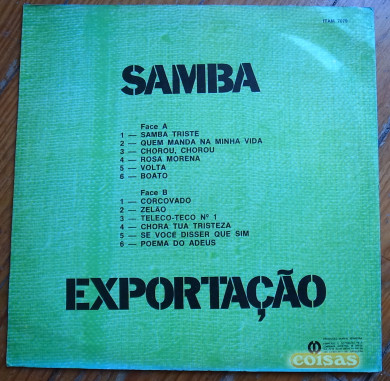 SAMBA
Face A
1 — SAMBA TRISTE
2 — QUEM MANDA NA MINHA VIDA
3 — CHOROU, CHOROU
4 — ROSA MORENA
5 — VOLTA
6 — BOATO
Face B
1 — CORCOVADO
2 — ZELAO
3 — TELECO-TECO Nº 1
4 — CHORA TUA TRISTEZA
5 — SE VOCE DISSER QUE SIM
6 — POEMA DO ADEUS
EXPORTAÇÃO
coisas